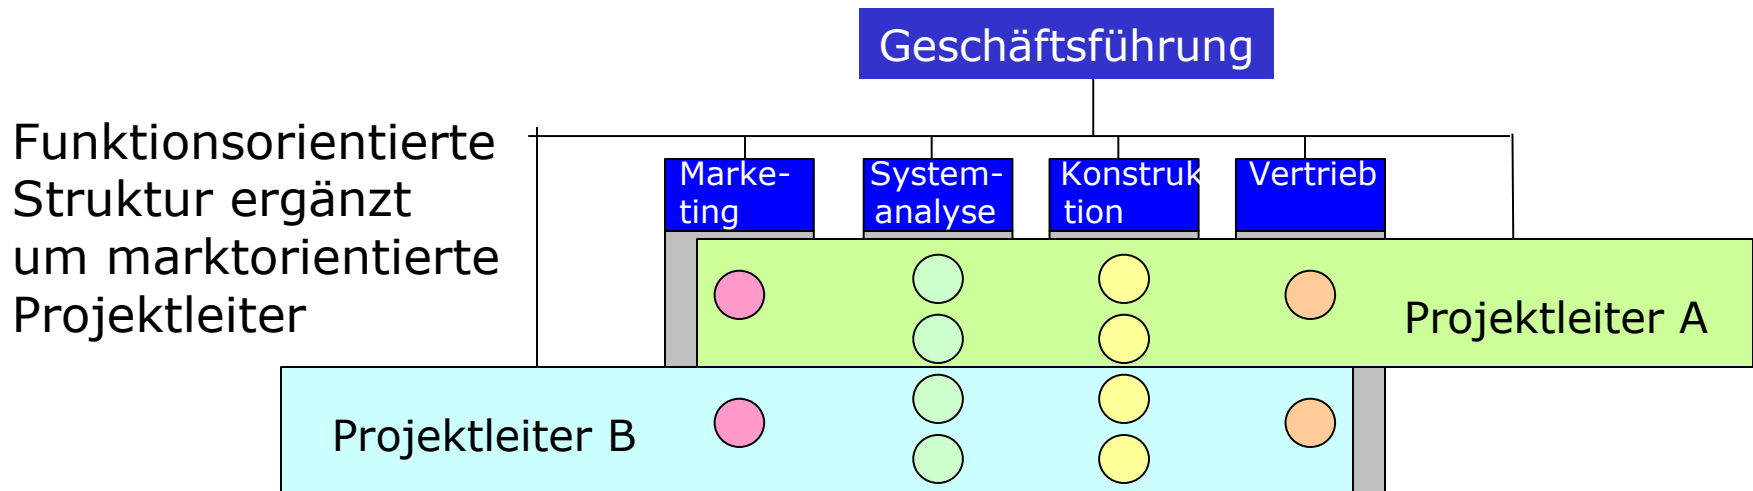 Geschäftsführung
Funktionsorientierte
Struktur ergänzt
um marktorientierte
Projektleiter
Marke-
ting
System-
analyse
Konstruk
tion
Vertrieb
Projektleiter A
Projektleiter B